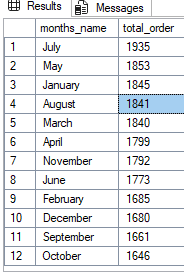 Results Messages
months_name total_order
1 July 1935
2 May 1853
3 January 1845
4 August 1841
5 March 1840
6 April 1799
7 November 1792
8 June 1773
9 February 1685
10 December 1680
11 September 1661
12 October 1646